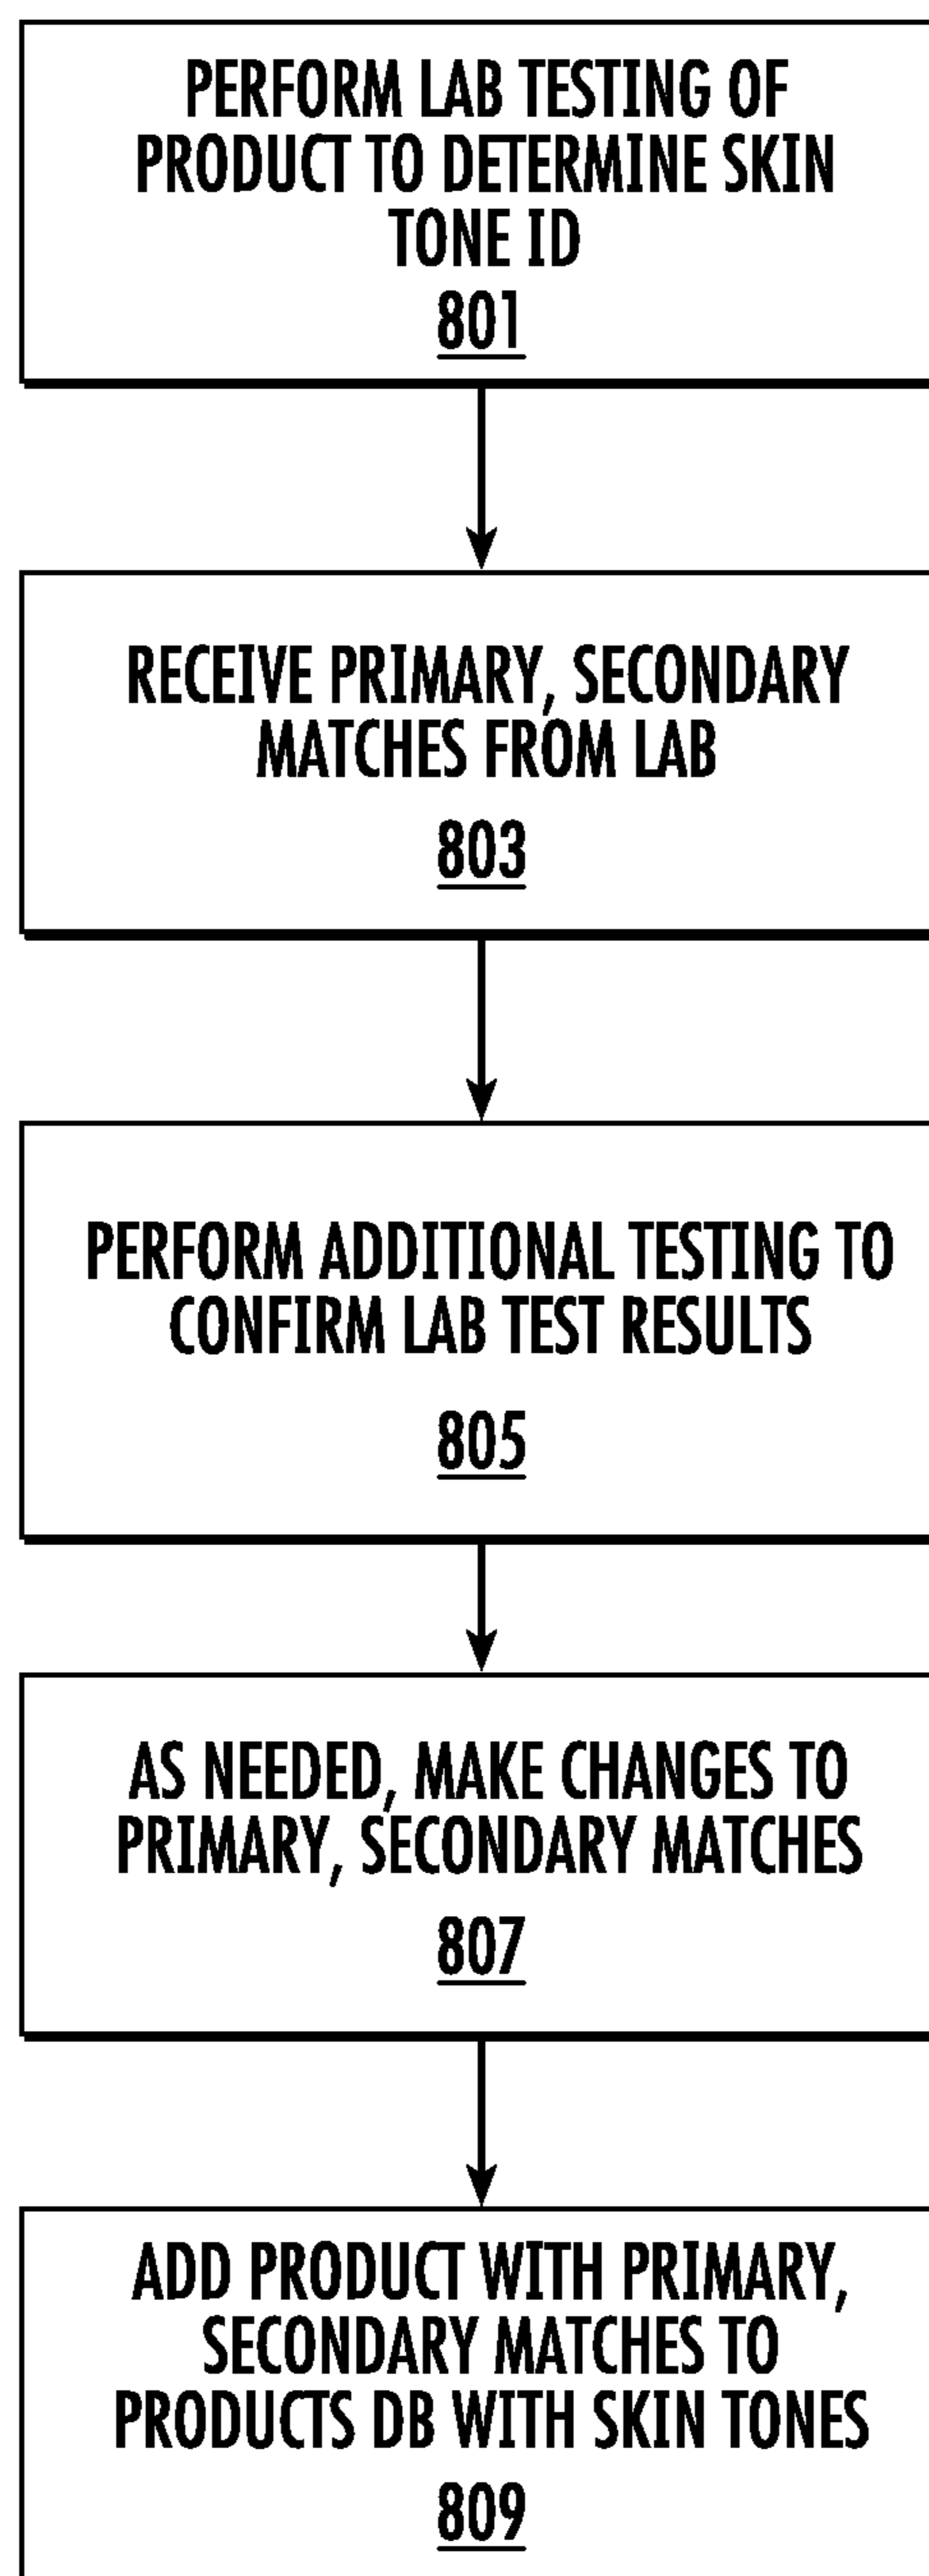 PERFORM LAB TESTING OF
PRODUCT TO DETERMINE SKIN
TONE ID
801
RECEIVE PRIMARY, SECONDARY
MATCHES FROM LAB
803
PERFORM ADDITIONAL TESTING TO
CONFIRM LAB TEST RESULTS
805
AS NEEDED, MAKE CHANGES TO
PRIMARY, SECONDARY MATCHES
807
ADD PRODUCT WITH PRIMARY,
SECONDARY MATCHES TO
PRODUCTS DB WITH SKIN TONES
809